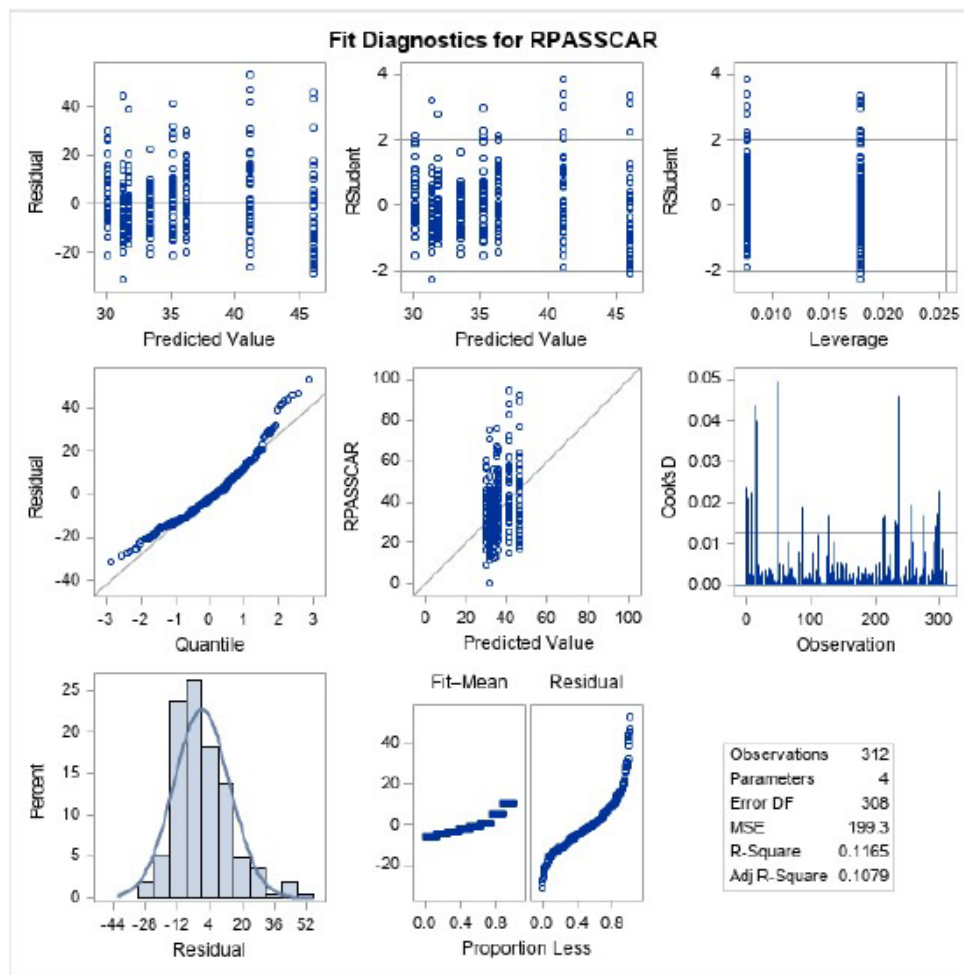 Fit Diagnostics for RPASSCAR
Residual
40
20
0
-20
30 35 40 45
Predicted Value
RStudent
4
2
0
-2
30 35 40 45
Predicted Value
RStudent
4
2
0
-2
0.010 0.015 0.020 0.025
Leverage
Residual
40
20
0
-20
-40
-3 -2 -1 0 1 2 3
Quantile
RPASSCAR
100
80
60
40
20
0
0 20 40 60 80 100
Predicted Value
Cook's D
0.05
0.04
0.03
0.02
0.01
0.00
0 100 200 300
Observation
Percent
25
20
15
10
5
0
-44 -28 -12 4 20 36 52
Residual
Fit–Mean Residual
40
20
0
-20
0.0 0.4 0.8 0.0 0.4 0.8
Proportion Less
Observations 312
Parameters 4
Error DF 308
MSE 199.3
R-Square 0.1165
Adj R-Square 0.1079